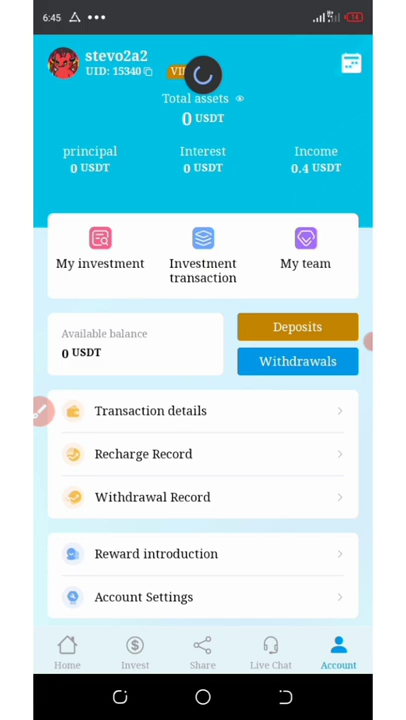 6:45
stevo2a2
UID: 15340
Total assets
0 USDT
principal
Interest
Income
0 USDT
0 USDT
0.4 USDT
My investment
Investment
transaction
My team
Available balance
0 USDT
Deposits
Withdrawals
Transaction details
Recharge Record
Withdrawal Record
Reward introduction
Account Settings
Home
Invest
Share
Live Chat
Account